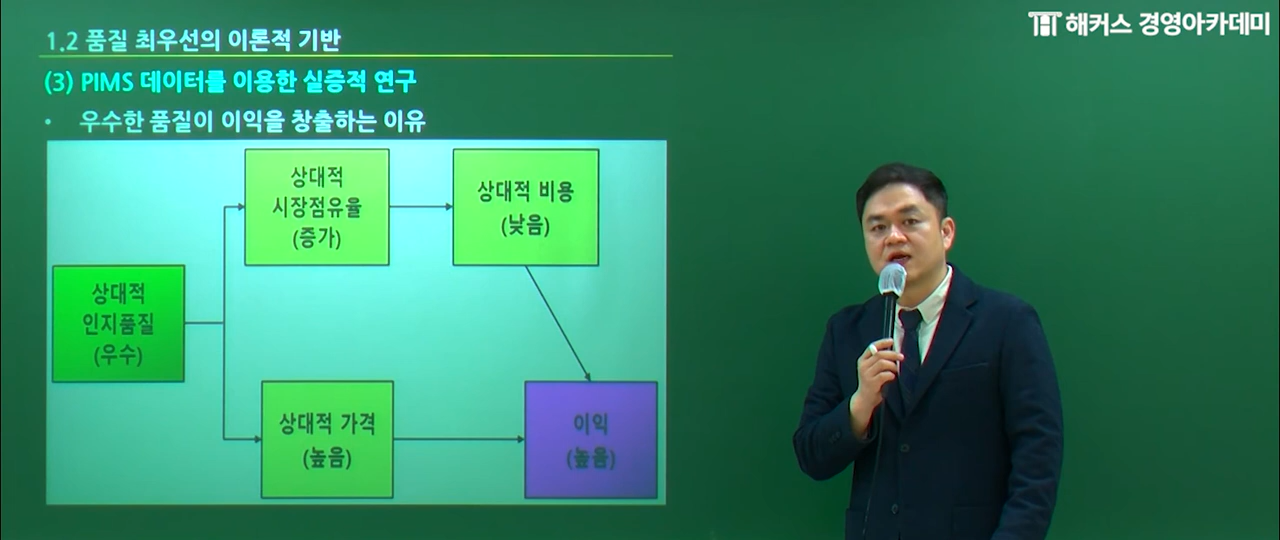 해커스 경영아카데미
1.2 품질 최우선의 이론적 기반
(3) PIMS 데이터를 이용한 실증적 연구
• 우수한 품질이 이익을 창출하는 이유
상대적
인지품질
(우수)
상대적
시장점유율
(증가)
상대적 비용
(낮음)
상대적 가격
(높음)
이익
(높음)